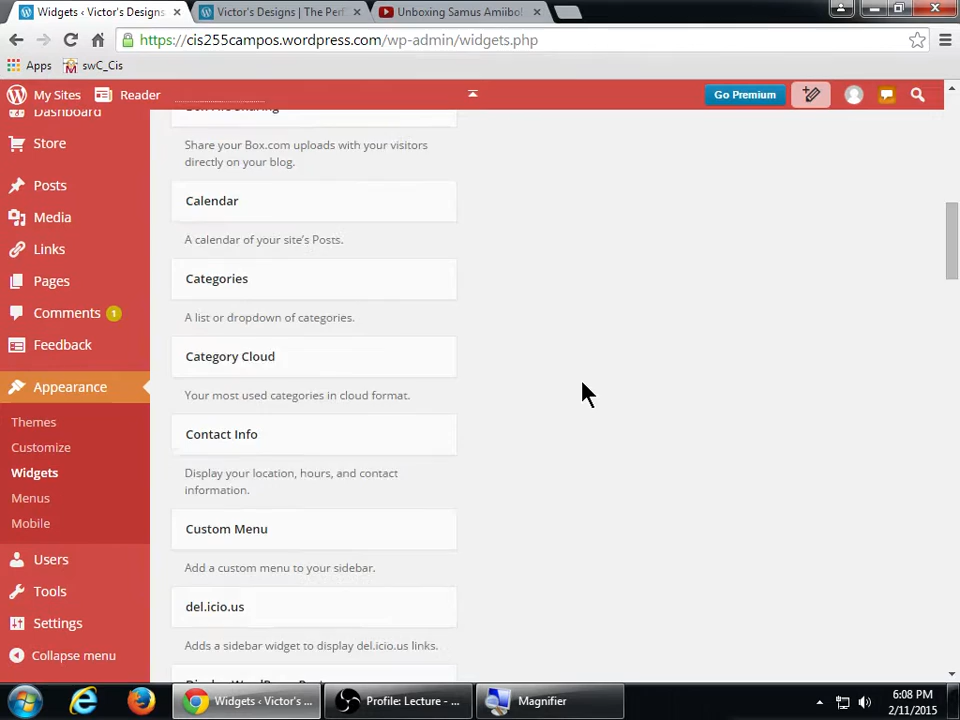 Widgets ‹ Victor's Designs
Victor's Designs | The Perf
Unboxing Samus Amiibo!
https://cis255campos.wordpress.com/wp-admin/widgets.php
Apps
swC_Cis
My Sites
Reader
Go Premium
Dashboard
Store
Posts
Media
Links
Pages
Comments 1
Feedback
Appearance
Themes
Customize
Widgets
Menus
Mobile
Users
Tools
Settings
Collapse menu
Share your Box.com uploads with your visitors
directly on your blog.
Calendar
A calendar of your site's Posts.
Categories
A list or dropdown of categories.
Category Cloud
Your most used categories in cloud format.
Contact Info
Display your location, hours, and contact
information.
Custom Menu
Add a custom menu to your sidebar.
del.icio.us
Adds a sidebar widget to display del.icio.us links.
Widgets ‹ Victor's ...
Profile: Lecture - ...
Magnifier
6:08 PM
2/11/2015